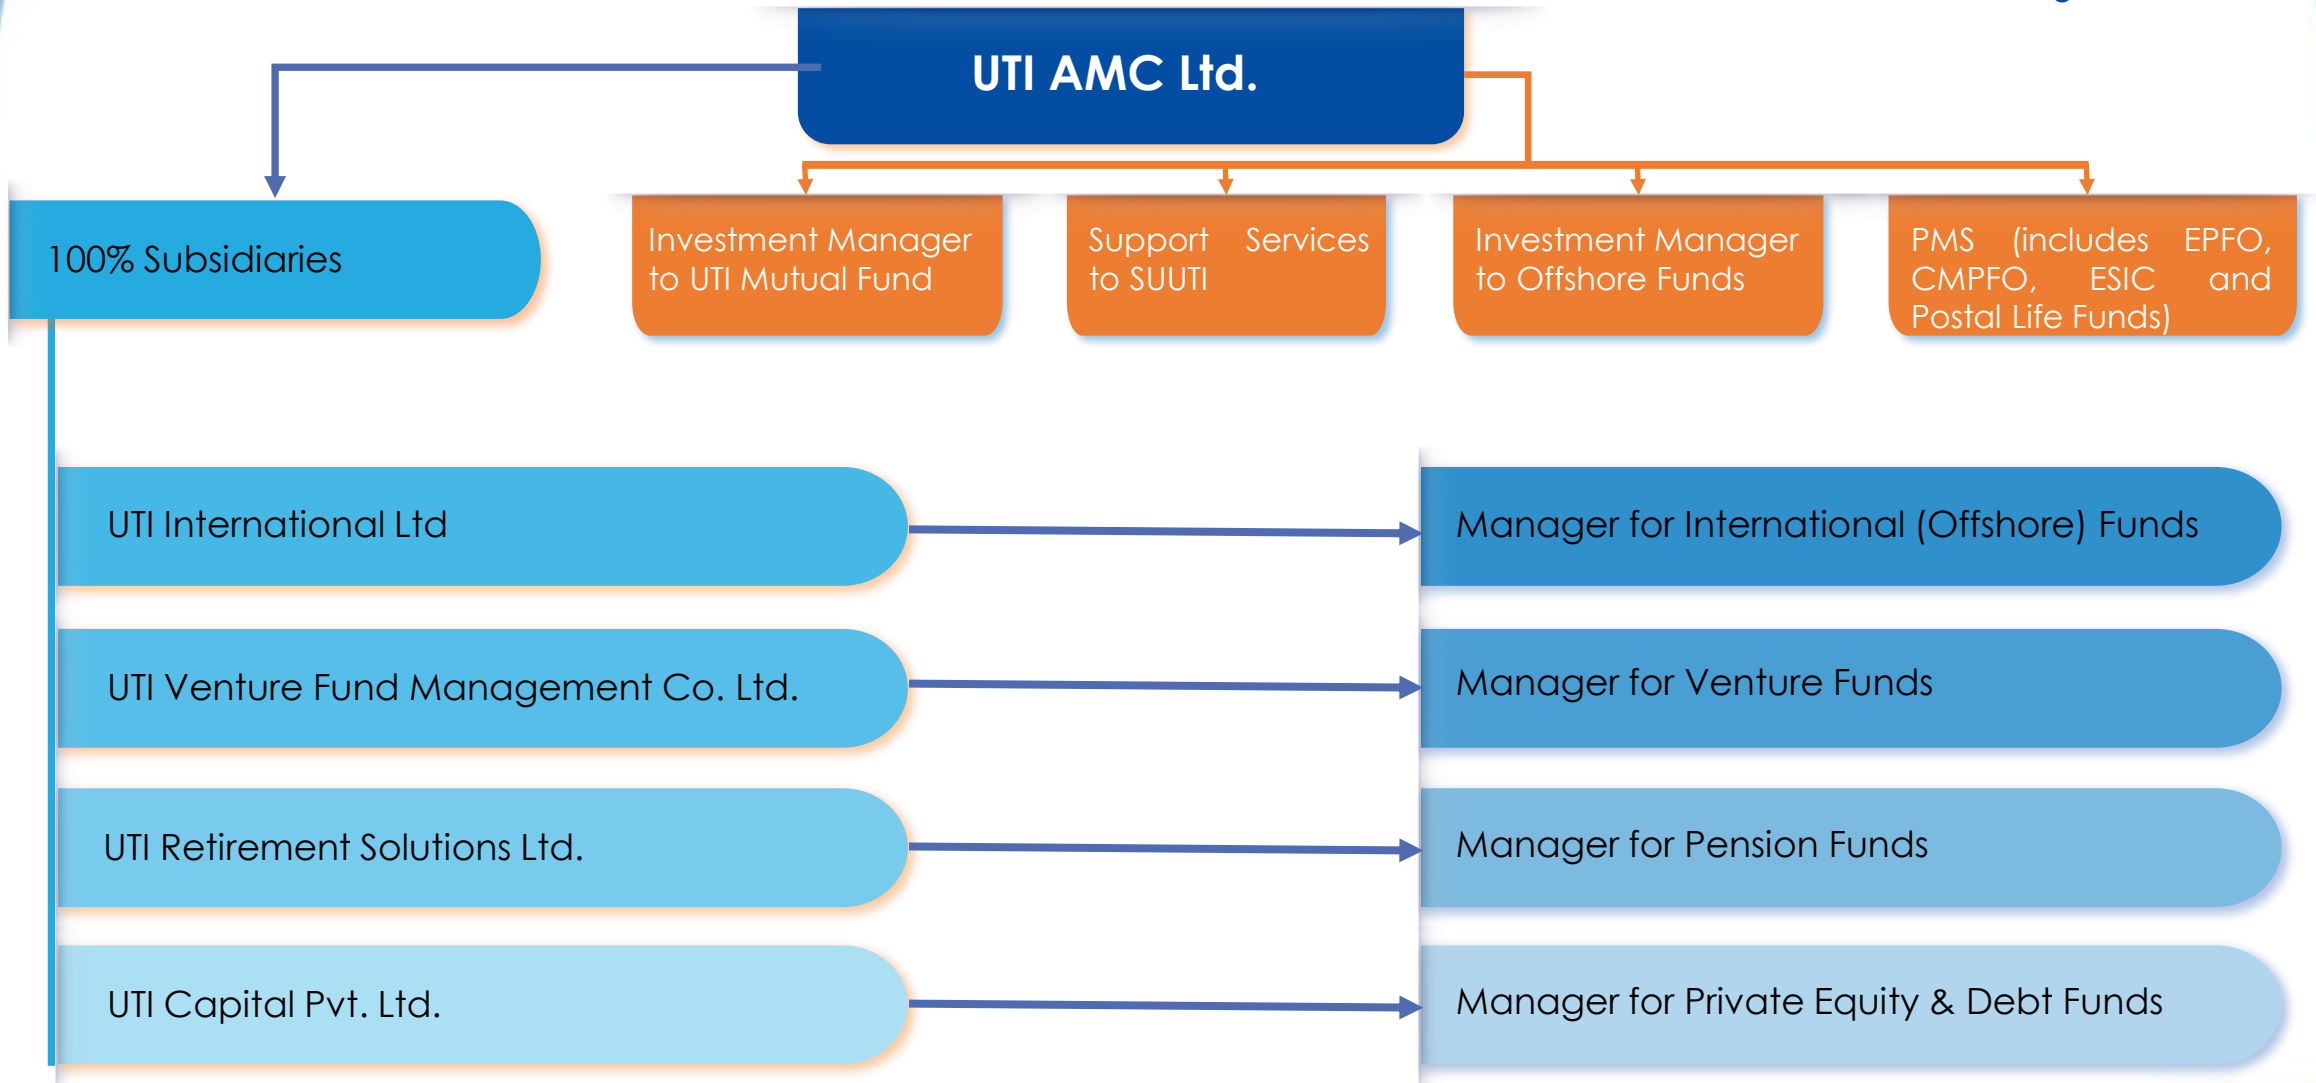 UTI AMC Ltd.
100% Subsidiaries
Investment Manager
to UTI Mutual Fund
Support Services
to SUUTI
Investment Manager
to Offshore Funds
PMS (includes EPFO,
CMPFO, ESIC and
Postal Life Funds)
UTI International Ltd
Manager for International (Offshore) Funds
UTI Venture Fund Management Co. Ltd.
Manager for Venture Funds
UTI Retirement Solutions Ltd.
Manager for Pension Funds
UTI Capital Pvt. Ltd.
Manager for Private Equity & Debt Funds